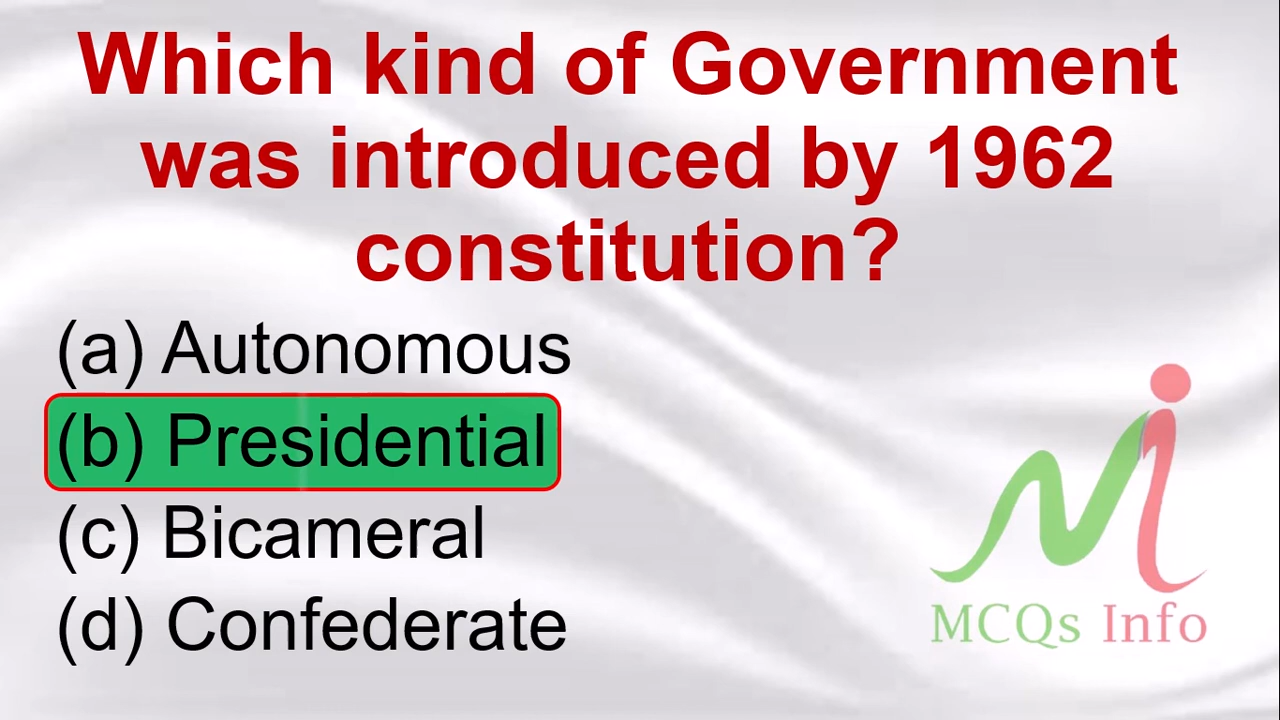 Which kind of Government
was introduced by 1962
constitution?
(a) Autonomous
(b) Presidential
(c) Bicameral
(d) Confederate
MCQs Info